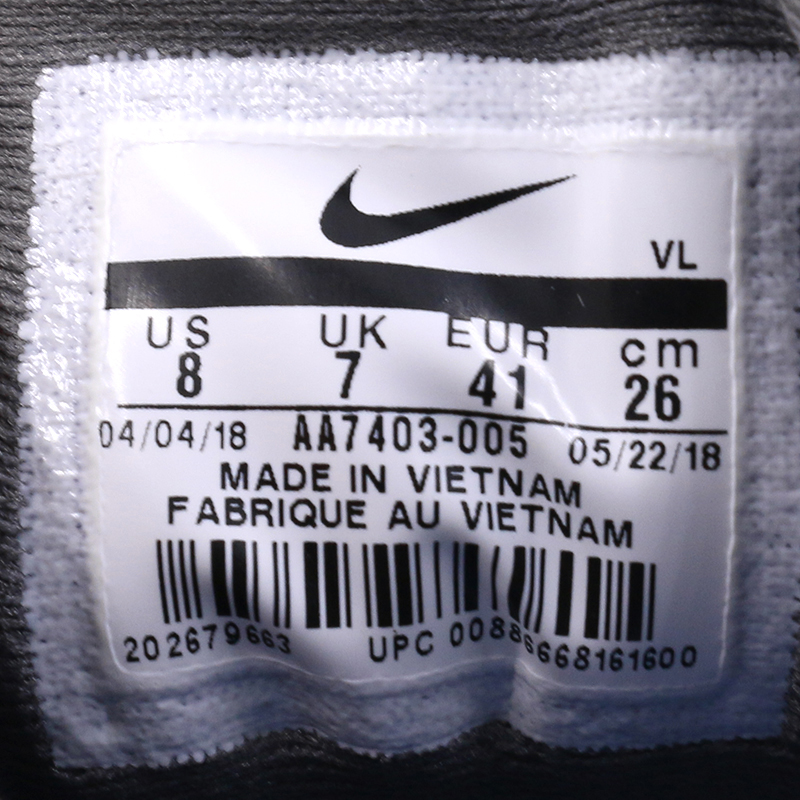 VL
US UK EUR cm
8 7 41 26
04/04/18 AA7403-005 05/22/18
MADE IN VIETNAM
FABRIQUE AU VIETNAM
202679663 UPC 00886668161600